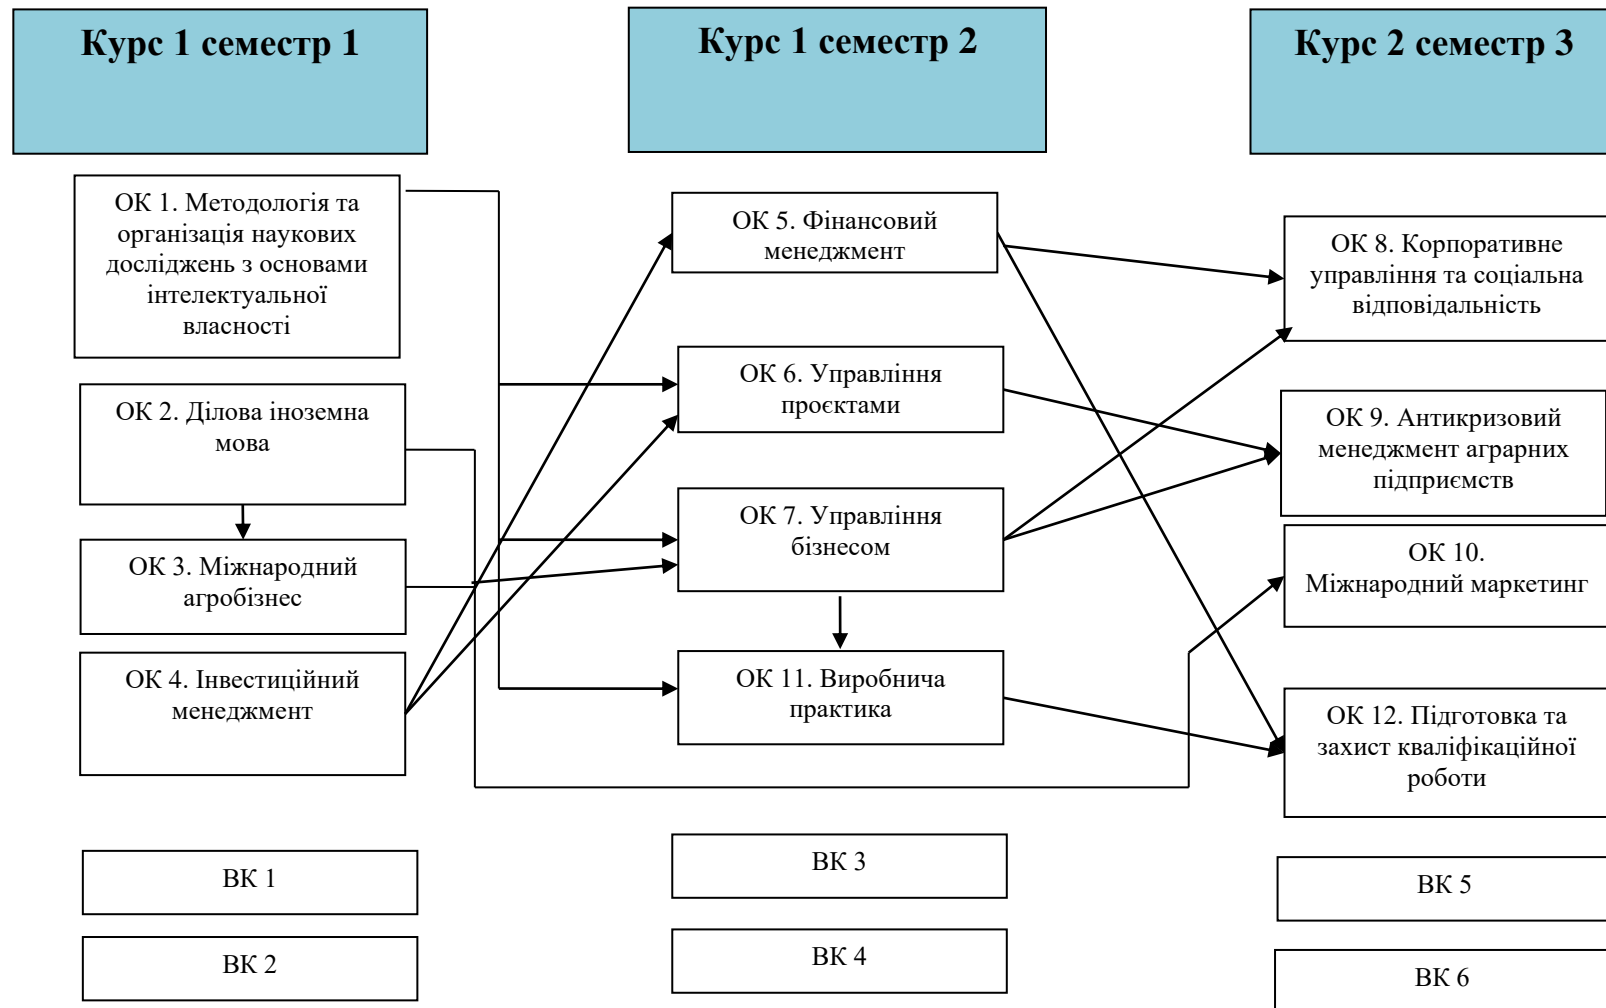 Курс 1 семестр 1
Курс 1 семестр 2
Курс 2 семестр 3
ОК 1. Методологія та
організація наукових
досліджень з основами
інтелектуальної
власності
ОК 2. Ділова іноземна
мова
ОК 3. Міжнародний
агробізнес
ОК 4. Інвестиційний
менеджмент
ВК 1
ВК 2
ОК 5. Фінансовий
менеджмент
ОК 6. Управління
проєктами
ОК 7. Управління
бізнесом
ОК 11. Виробнича
практика
ВК 3
ВК 4
ОК 8. Корпоративне
управління та соціальна
відповідальність
ОК 9. Антикризовий
менеджмент аграрних
підприємств
ОК 10.
Міжнародний маркетинг
ОК 12. Підготовка та
захист кваліфікаційної
роботи
ВК 5
ВК 6